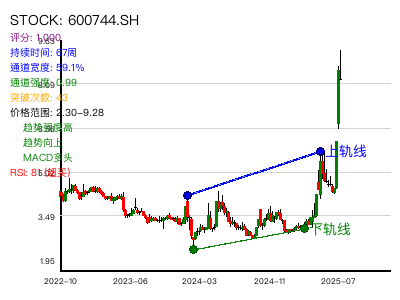 STOCK: 600744.SH
评分: 1.000
9.63
持续时间: 67周
通道宽度: 59.1%
通道强度: 0.99
突破次数: 43
价格范围: 2.30-9.28
趋势强度高
趋势向上
MACD多头
RSI: 81 (超买)
上轨线
3.49
下轨线
1.95
2022-10
2023-06
2024-03
2024-11
2025-07